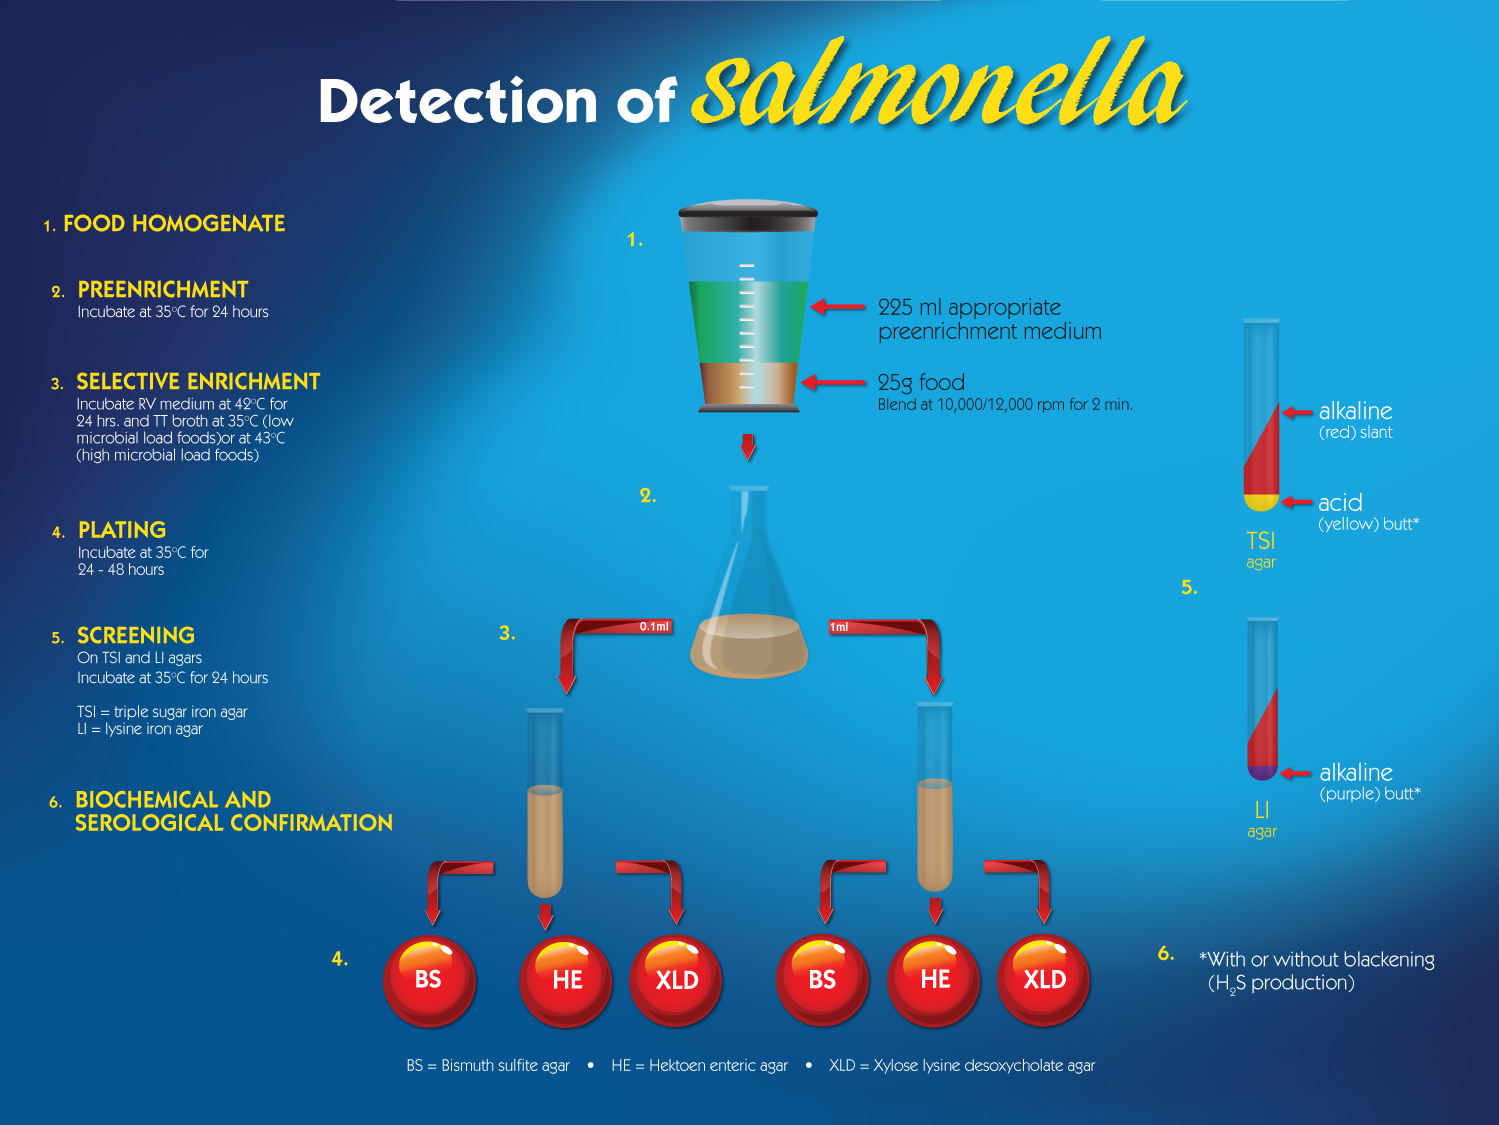 Detection of salmonella
1. FOOD HOMOGENATE
2. PREENRICHMENT
Incubate at 35°C for 24 hours
3. SELECTIVE ENRICHMENT
Incubate RV medium at 42°C for
24 hrs. and TT broth at 35°C (low
microbial load foods)or at 43°C
(high microbial load foods)
4. PLATING
Incubate at 35°C for
24 - 48 hours
5. SCREENING
On TSI and LI agars
Incubate at 35°C for 24 hours
TSI = triple sugar iron agar
LI = lysine iron agar
6. BIOCHEMICAL AND
SEROLOGICAL CONFIRMATION
1.
225 ml appropriate
preenrichment medium
25g food
Blend at 10,000/12,000 rpm for 2 min.
2.
3.
0.1ml
1ml
4.
BS
HE
XLD
BS
HE
XLD
BS = Bismuth sulfite agar • HE = Hektoen enteric agar • XLD = Xylose lysine desoxycholate agar
alkaline
(red) slant
acid
(yellow) butt*
TSI
agar
5.
alkaline
(purple) butt*
LI
agar
6. *With or without blackening
(H₂S production)